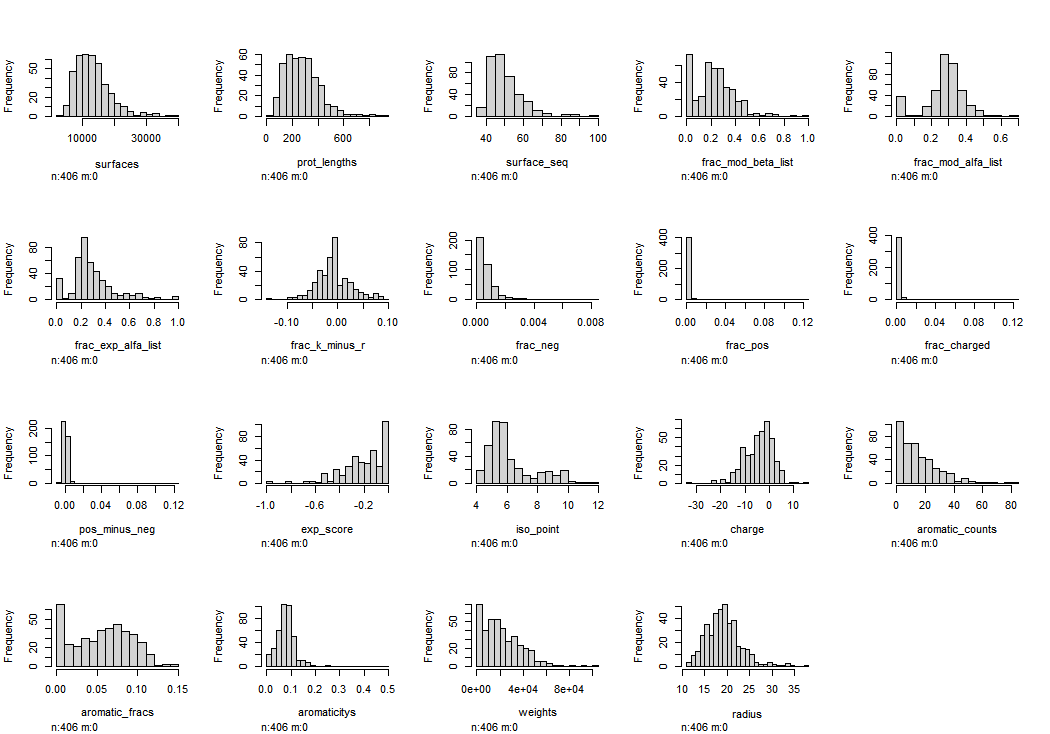 Frequency
0 20 50
10000 30000
surfaces
n:406 m:0
Frequency
0 20 40 60
0 200 600
prot_lengths
n:406 m:0
Frequency
0 40 80
40 60 80 100
surface_seq
n:406 m:0
Frequency
0 40
0.0 0.2 0.4 0.6 0.8 1.0
frac_mod_beta_list
n:406 m:0
Frequency
0 40 80
0.0 0.2 0.4 0.6
frac_mod_alfa_list
n:406 m:0
Frequency
0 40 80
0.0 0.2 0.4 0.6 0.8 1.0
frac_exp_alfa_list
n:406 m:0
Frequency
0 40 80
-0.10 0.00 0.10
frac_k_minus_r
n:406 m:0
Frequency
0 50 100 200
0.000 0.004 0.008
frac_neg
n:406 m:0
Frequency
0 200 400
0.00 0.04 0.12
frac_pos
n:406 m:0
Frequency
0 200 400
0.00 0.04 0.12
frac_charged
n:406 m:0
Frequency
0 100 200
0.00 0.04 0.08 0.12
pos_minus_neg
n:406 m:0
Frequency
0 40 80
-1.0 -0.6 -0.2
exp_score
n:406 m:0
Frequency
0 40 80
4 6 8 10 12
iso_point
n:406 m:0
Frequency
0 20 50
-30 -10 0 10
charge
n:406 m:0
Frequency
0 40 80
0 20 40 60 80
aromatic_counts
n:406 m:0
Frequency
0 20 50
0.00 0.05 0.10 0.15
aromatic_fracs
n:406 m:0
Frequency
0 40 80
0.0 0.1 0.2 0.3 0.4 0.5
aromaticitys
n:406 m:0
Frequency
0 20 50
0e+00 4e+04 8e+04
weights
n:406 m:0
Frequency
0 20 40
10 15 20 25 30 35
radius
n:406 m:0